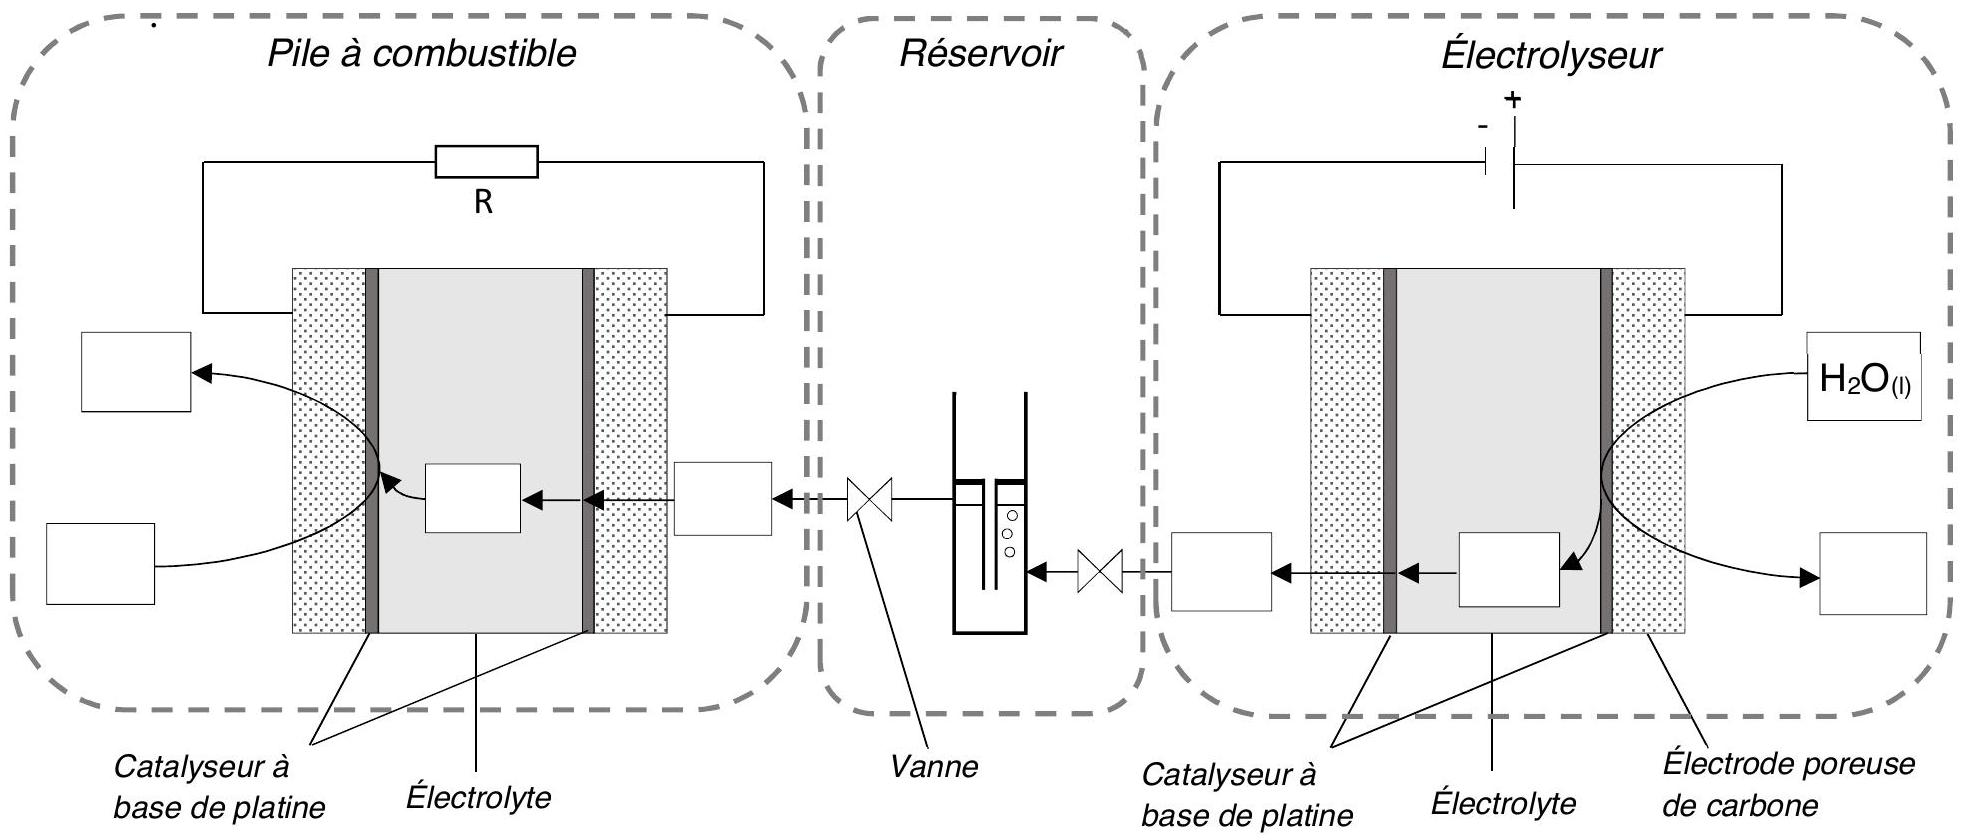 Pile à combustible
Réservoir
Électrolyseur
+
-
R
H₂O(l)
Catalyseur à
base de platine
Électrolyte
Vanne
Catalyseur à
base de platine
Électrolyte
Électrode poreuse
de carbone